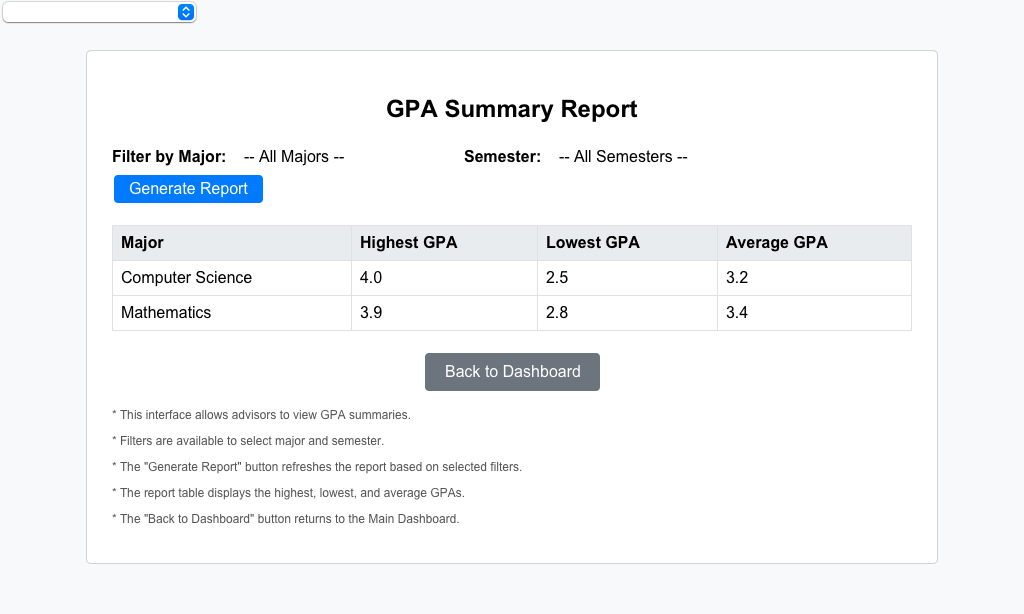 GPA Summary Report
Filter by Major: -- All Majors -- Semester: -- All Semesters --
Generate Report
Major Highest GPA Lowest GPA Average GPA
Computer Science 4.0 2.5 3.2
Mathematics 3.9 2.8 3.4
Back to Dashboard
* This interface allows advisors to view GPA summaries.
* Filters are available to select major and semester.
* The "Generate Report" button refreshes the report based on selected filters.
* The report table displays the highest, lowest, and average GPAs.
* The "Back to Dashboard" button returns to the Main Dashboard.